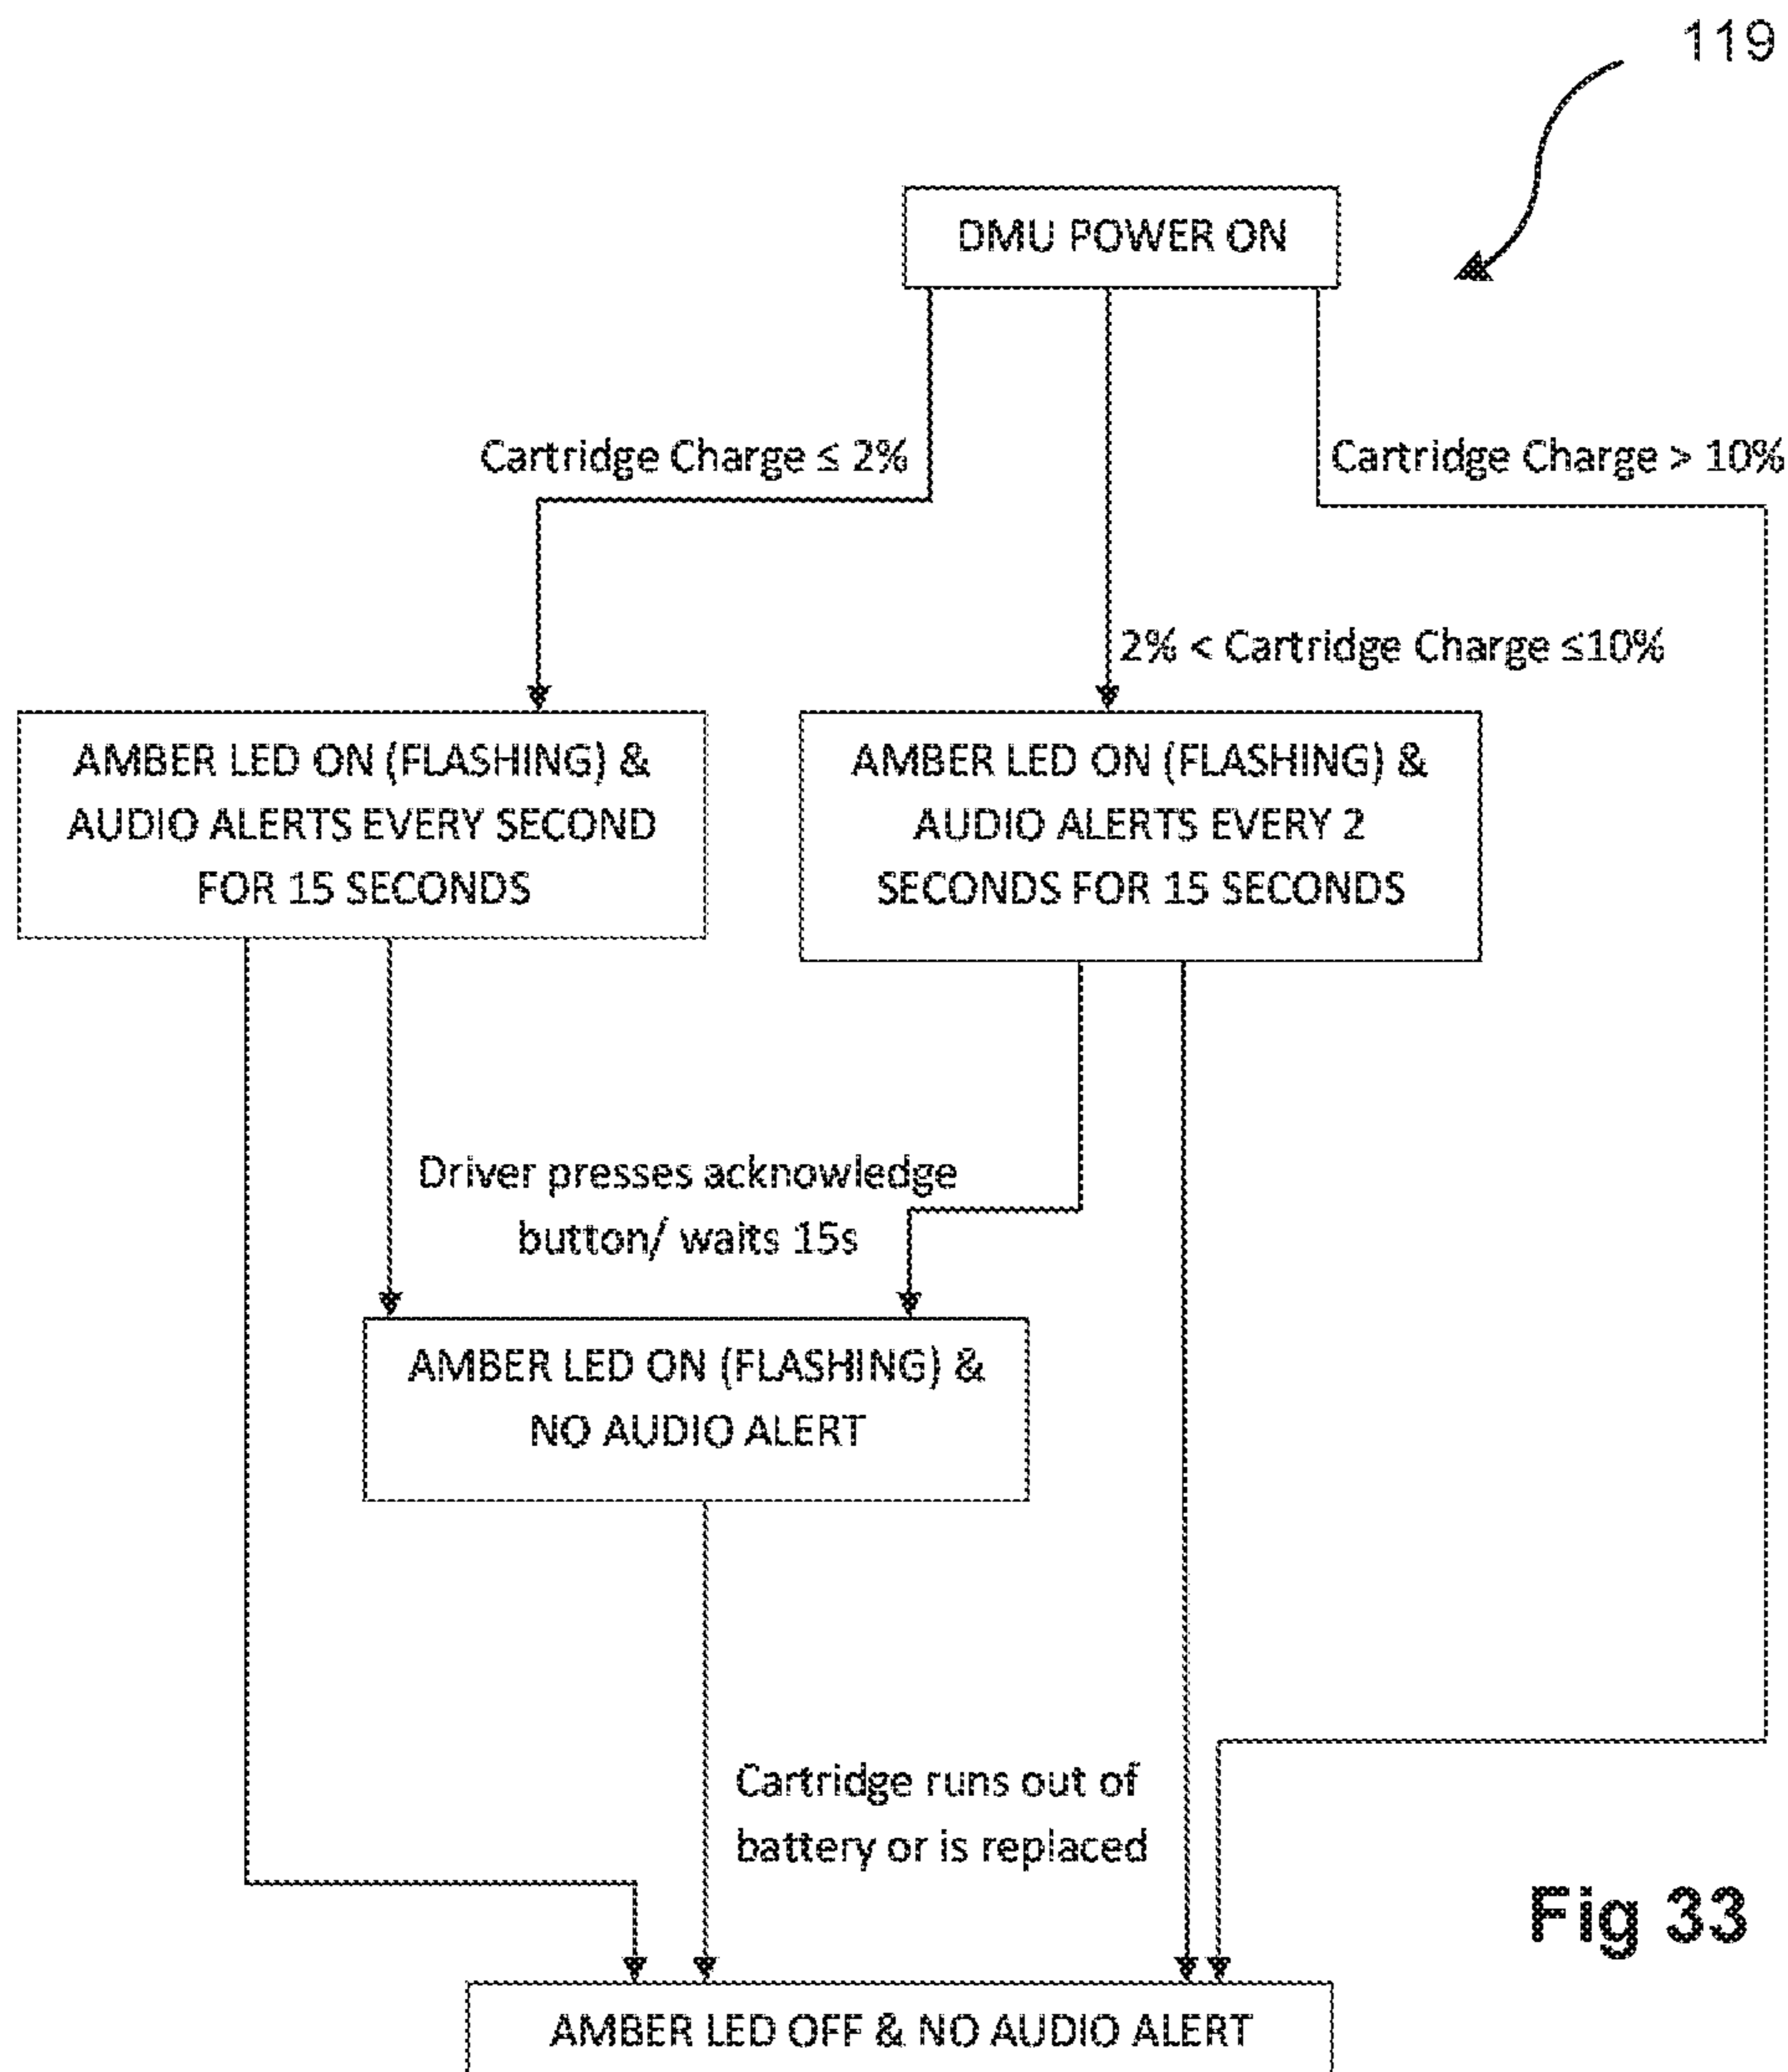 119
DMU POWER ON
Cartridge Charge ≤ 2%
Cartridge Charge > 10%
2% < Cartridge Charge ≤10%
AMBER LED ON (FLASHING) &
AUDIO ALERTS EVERY SECOND
FOR 15 SECONDS
AMBER LED ON (FLASHING) &
AUDIO ALERTS EVERY 2
SECONDS FOR 15 SECONDS
Driver presses acknowledge
button/ waits 15s
AMBER LED ON (FLASHING) &
NO AUDIO ALERT
Cartridge runs out of
battery or is replaced
Fig 33
AMBER LED OFF & NO AUDIO ALERT